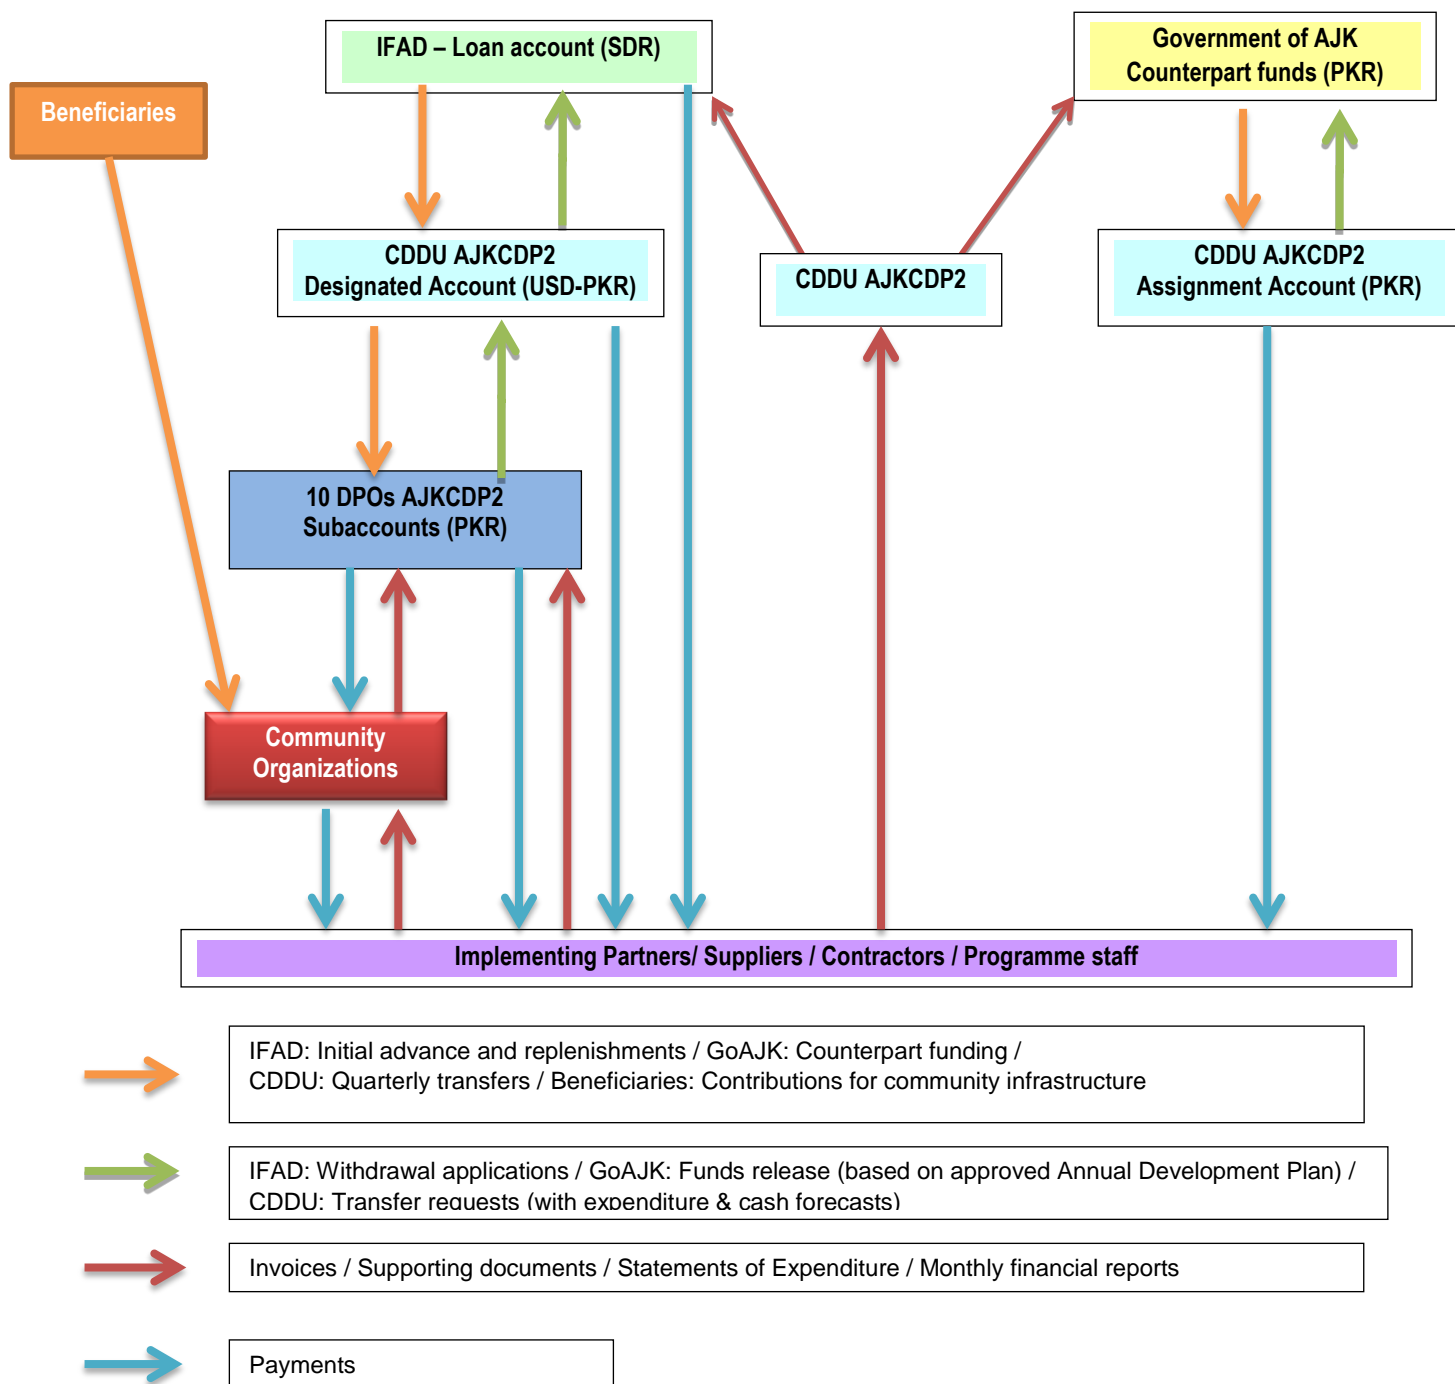 IFAD – Loan account (SDR)
Government of AJK
Counterpart funds (PKR)
Beneficiaries
CDDU AJKCDP2
Designated Account (USD-PKR)
CDDU AJKCDP2
CDDU AJKCDP2
Assignment Account (PKR)
10 DPOs AJKCDP2
Subaccounts (PKR)
Community
Organizations
Implementing Partners/ Suppliers / Contractors / Programme staff
IFAD: Initial advance and replenishments / GoAJK: Counterpart funding /
CDDU: Quarterly transfers / Beneficiaries: Contributions for community infrastructure
IFAD: Withdrawal applications / GoAJK: Funds release (based on approved Annual Development Plan) /
CDDU: Transfer requests (with expenditure & cash forecasts)
Invoices / Supporting documents / Statements of Expenditure / Monthly financial reports
Payments